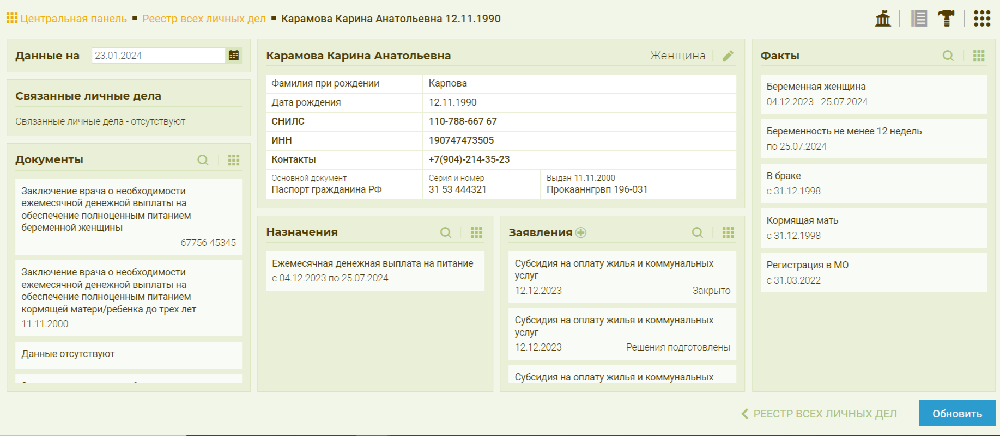 Центральная панель ▪ Реестр всех личных дел ▪ Карамова Карина Анатольевна 12.11.1990
Данные на 23.01.2024
Связанные личные дела
Связанные личные дела - отсутствуют
Документы
Заключение врача о необходимости
ежемесячной денежной выплаты на
обеспечение полноценным питанием
беременной женщины
67756 45345
Заключение врача о необходимости
ежемесячной денежной выплаты на
обеспечение полноценным питанием
кормящей матери/ребенка до трех лет
11.11.2000
Данные отсутствуют
Карамова Карина Анатольевна Женщина
Фамилия при рождении Карпова
Дата рождения 12.11.1990
СНИЛС 110-788-667 67
ИНН 190747473505
Контакты +7(904)-214-35-23
Основной документ Серия и номер Выдан 11.11.2000
Паспорт гражданина РФ 31 53 444321 Прокааннгрвп 196-031
Назначения
Ежемесячная денежная выплата на питание
с 04.12.2023 по 25.07.2024
Заявления
Субсидия на оплату жилья и коммунальных
услуг
12.12.2023 Закрыто
Субсидия на оплату жилья и коммунальных
услуг
12.12.2023 Решения подготовлены
Субсидия на оплату жилья и коммунальных
Факты
Беременная женщина
04.12.2023 - 25.07.2024
Беременность не менее 12 недель
по 25.07.2024
В браке
с 31.12.1998
Кормящая мать
с 31.12.1998
Регистрация в МО
с 31.03.2022
РЕЕСТР ВСЕХ ЛИЧНЫХ ДЕЛ
Обновить